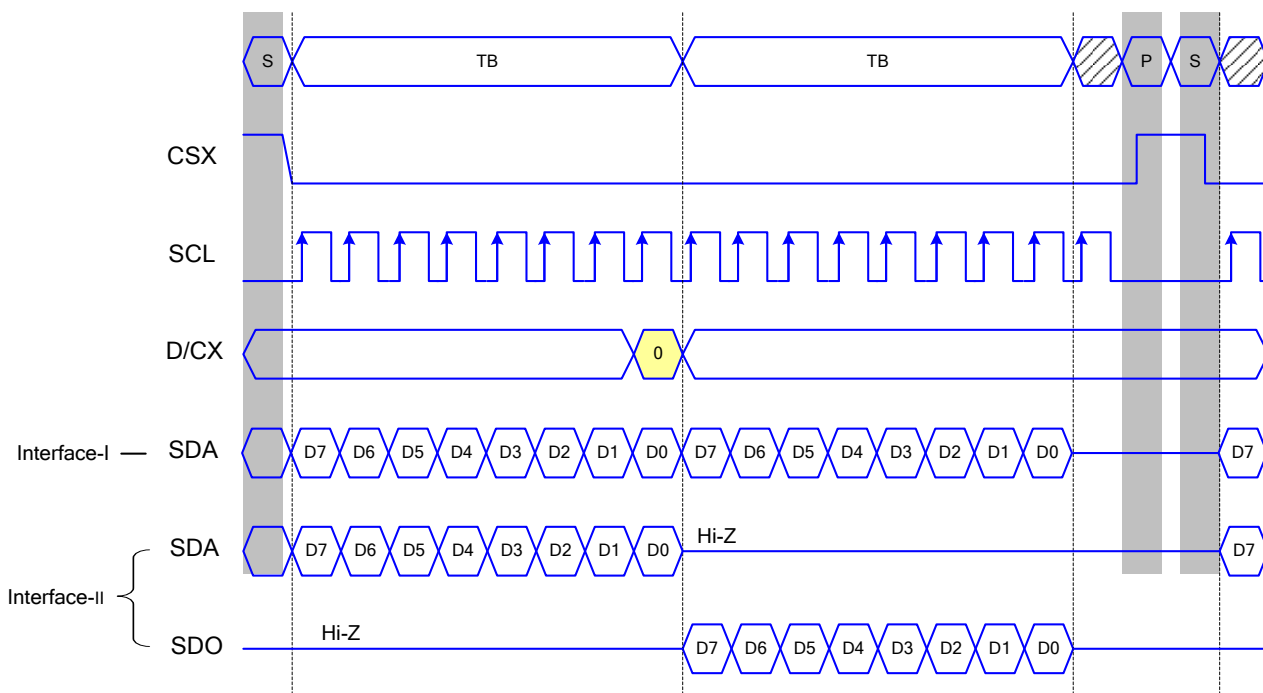 S TB TB P S
CSX
SCL
D/CX 0
Interface-I SDA D7 D6 D5 D4 D3 D2 D1 D0 D7 D6 D5 D4 D3 D2 D1 D0 D7
SDA D7 D6 D5 D4 D3 D2 D1 D0 Hi-Z D7
Interface-II
SDO Hi-Z D7 D6 D5 D4 D3 D2 D1 D0